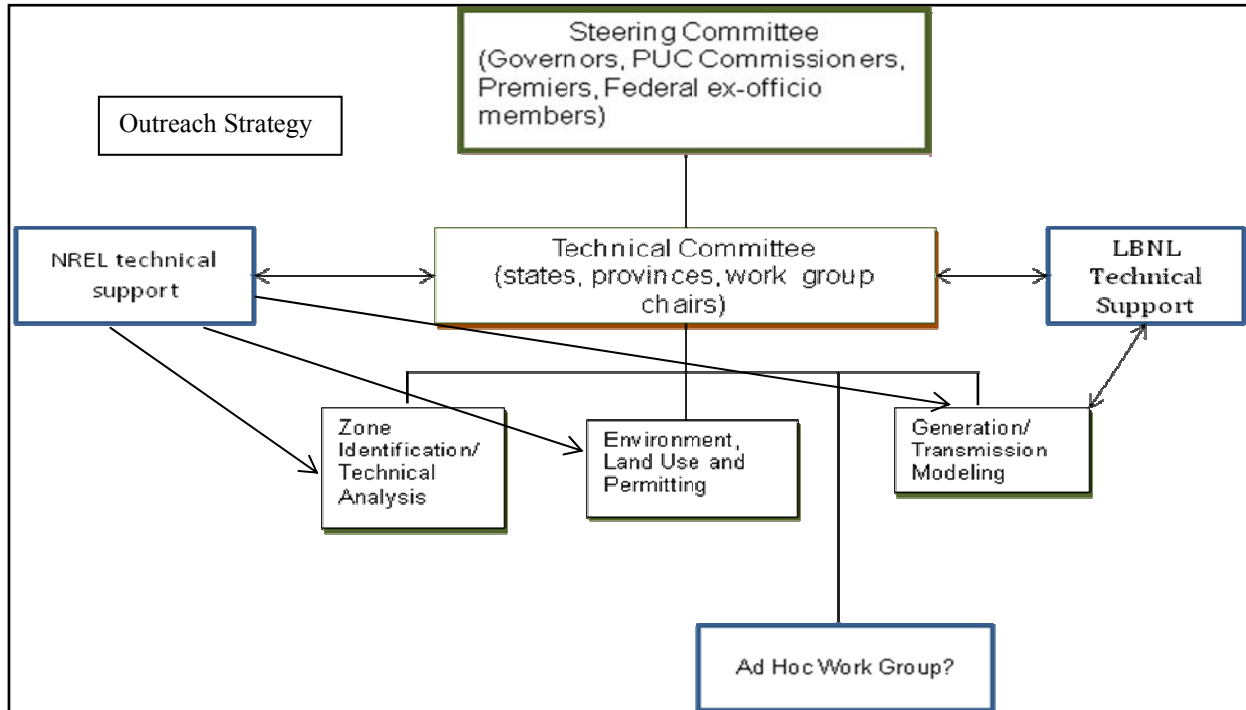 Steering Committee
(Governors, PUC Commissioners,
Premiers, Federal ex-officio
members)
Outreach Strategy
NREL technical
support
Technical Committee
(states, provinces, work group
chairs)
LBNL
Technical
Support
Zone
Identification/
Technical
Analysis
Environment,
Land Use and
Permitting
Generation/
Transmission
Modeling
Ad Hoc Work Group?